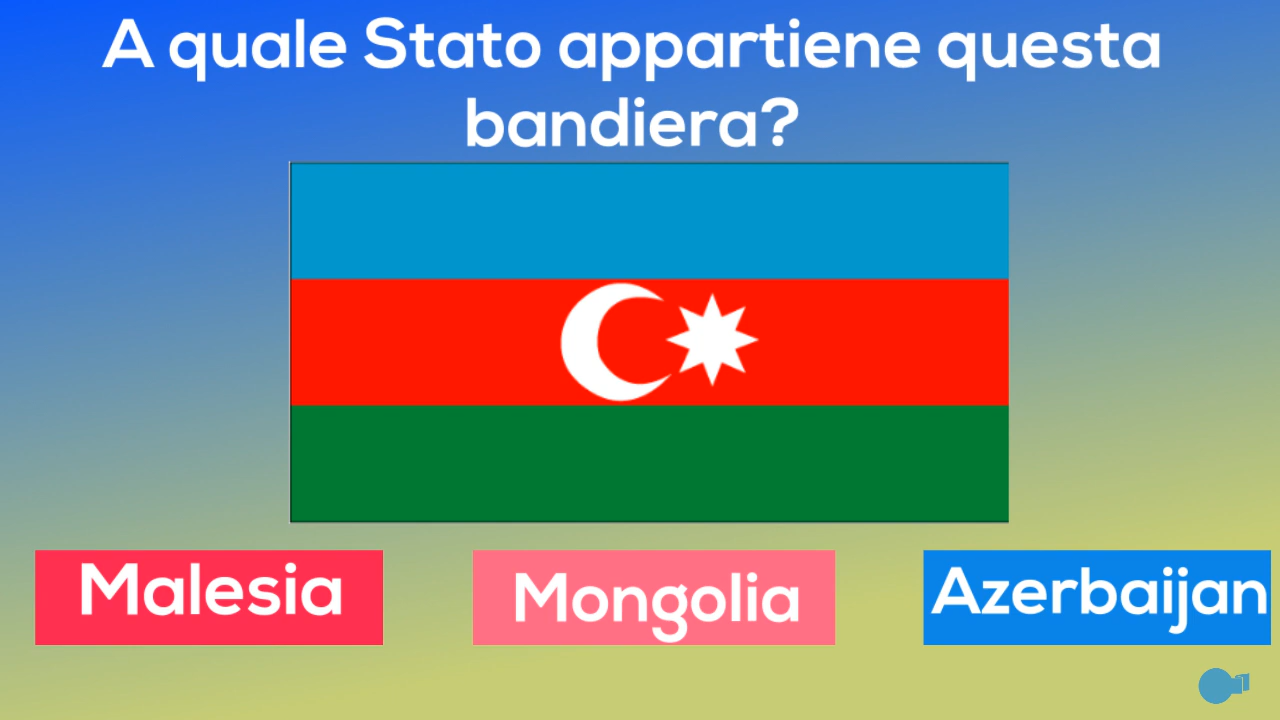 A quale Stato appartiene questa
bandiera?
Malesia
Mongolia
Azerbaijan